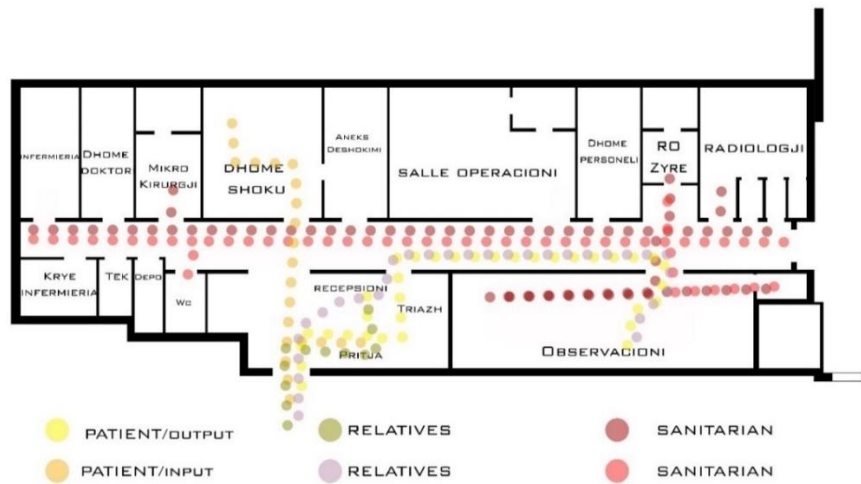 INFERMIERIA
DHOME
DOKTOR
MIKRO
KIRURGJI
DHOME
SHOKU
ANEKS
DESHOKIMI
SALLE OPERACIONI
DHOME
PERSONELI
RO
ZYRE
RADIOLOGJI
KRYE
INFERMIERIA
TEK
DEPO
WC
RECEPSIONI
TRIAZH
PRITJA
OBSERVACIONI
PATIENT/OUTPUT
RELATIVES
SANITARIAN
PATIENT/INPUT
RELATIVES
SANITARIAN